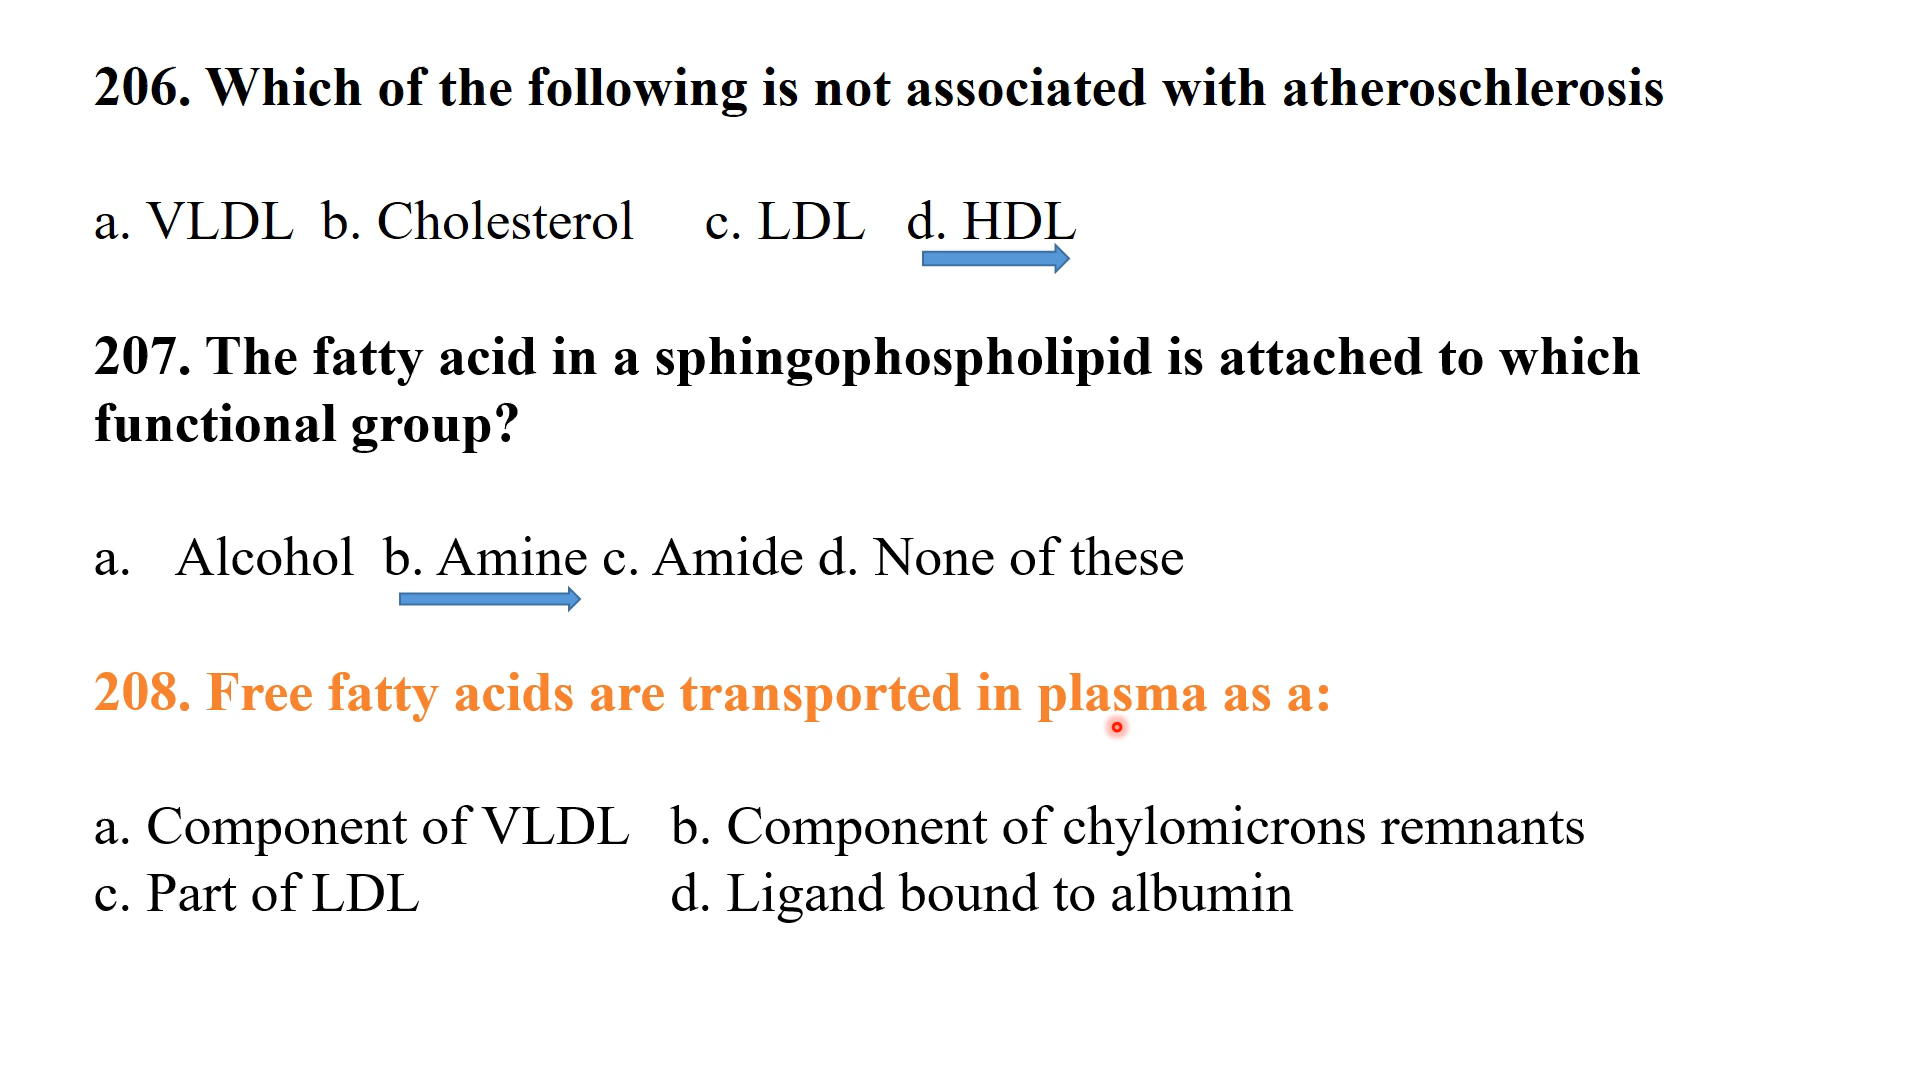 206. Which of the following is not associated with atheroschlerosis
a. VLDL b. Cholesterol c. LDL d. HDL
207. The fatty acid in a sphingophospholipid is attached to which
functional group?
a. Alcohol b. Amine c. Amide d. None of these
208. Free fatty acids are transported in plasma as a:
a. Component of VLDL b. Component of chylomicrons remnants
c. Part of LDL d. Ligand bound to albumin